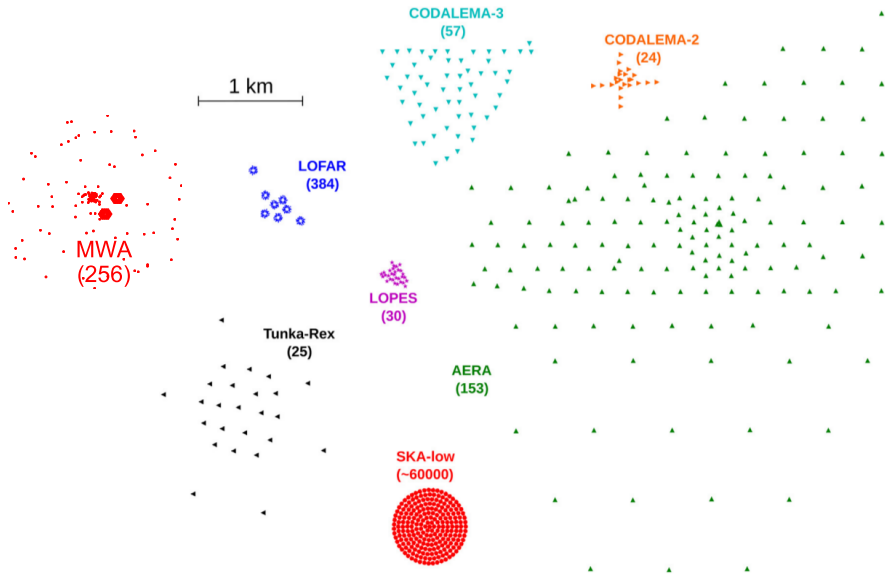 CODALEMA-3
(57)
CODALEMA-2
(24)
1 km
LOFAR
(384)
MWA
(256)
LOPES
(30)
Tunka-Rex
(25)
AERA
(153)
SKA-low
(~60000)